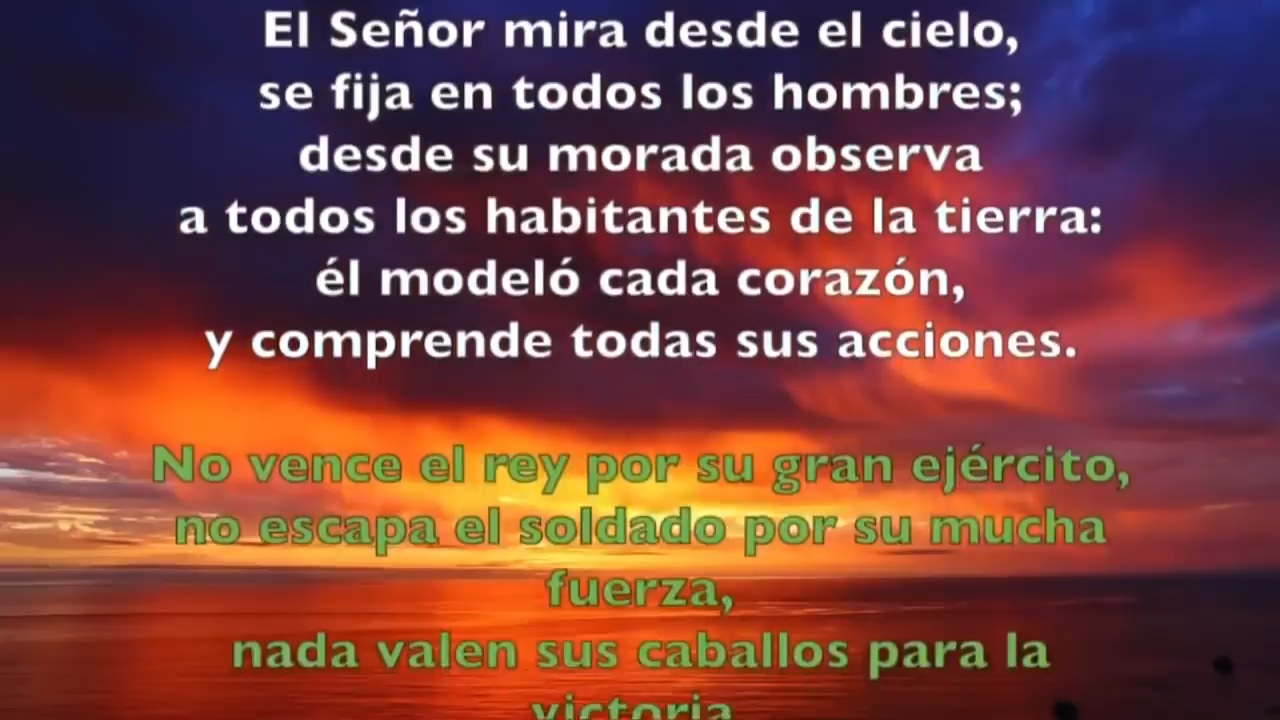 El Señor mira desde el cielo,
se fija en todos los hombres;
desde su morada observa
a todos los habitantes de la tierra:
él modeló cada corazón,
y comprende todas sus acciones.
No vence el rey por su gran ejército,
no escapa el soldado por su mucha
fuerza,
nada valen sus caballos para la
victoria